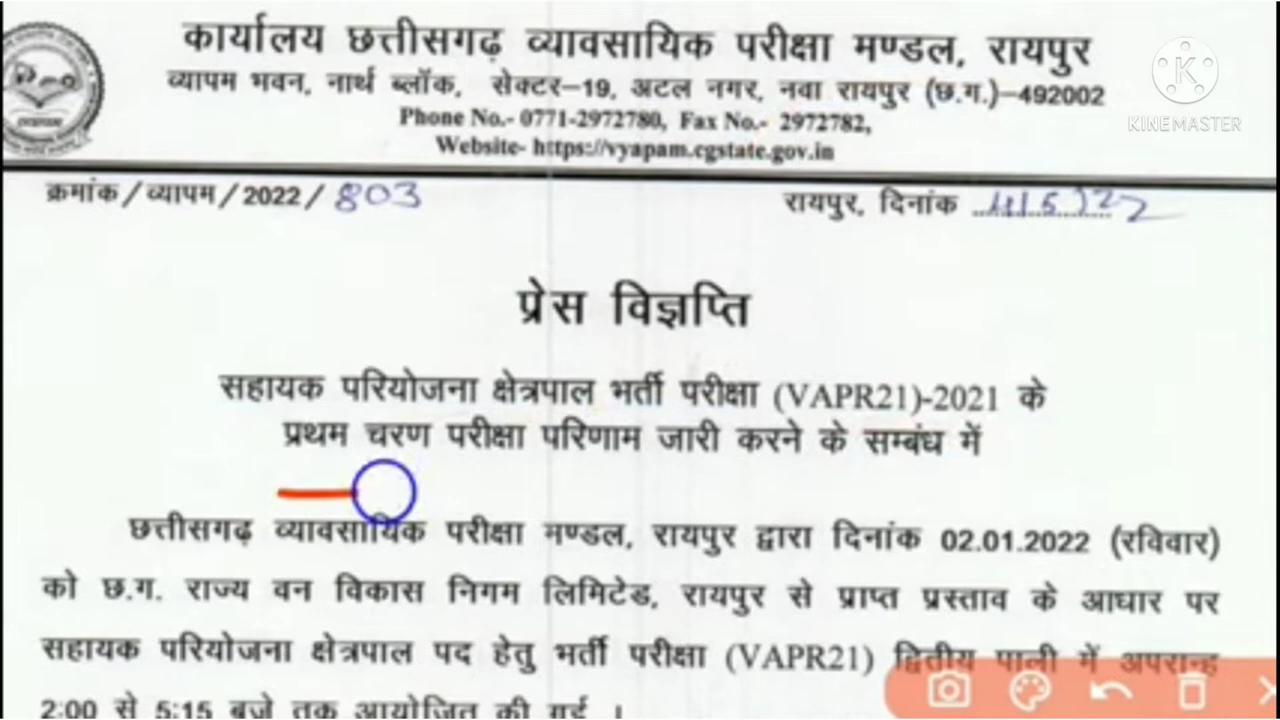 कार्यालय छत्तीसगढ़ व्यावसायिक परीक्षा मण्डल, रायपुर
व्यापम भवन, नार्थ ब्लॉक, सेक्टर–19, अटल नगर, नवा रायपुर (छ.ग.)–492002
Phone No.- 0771-2972780, Fax No.- 2972782,
Website- https://vyapam.cgstate.gov.in
KINEMASTER
क्रमांक/व्यापम/2022/803
रायपुर, दिनांक 4/5/22
प्रेस विज्ञप्ति
सहायक परियोजना क्षेत्रपाल भर्ती परीक्षा (VAPR21)-2021 के
प्रथम चरण परीक्षा परिणाम जारी करने के सम्बंध में
छत्तीसगढ़ व्यावसायिक परीक्षा मण्डल, रायपुर द्वारा दिनांक 02.01.2022 (रविवार)
को छ.ग. राज्य वन विकास निगम लिमिटेड, रायपुर से प्राप्त प्रस्ताव के आधार पर
सहायक परियोजना क्षेत्रपाल पद हेतु भर्ती परीक्षा (VAPR21) द्वितीय पाली में अपरान्ह
2:00 से 5:15 बजे तक आयोजित की गई ।